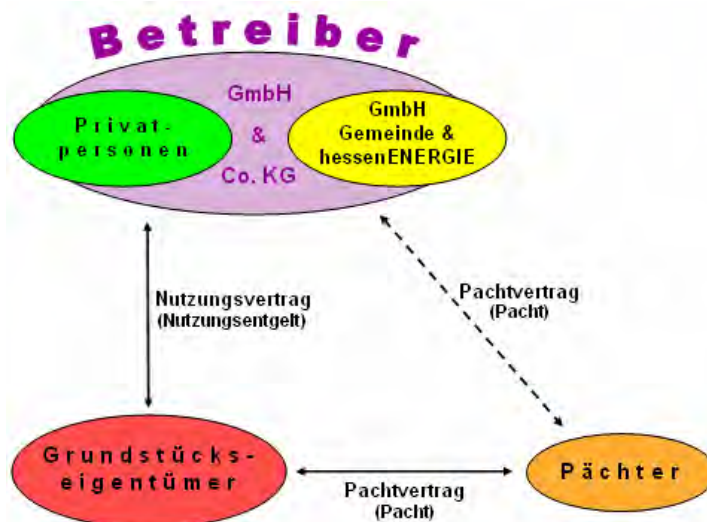 Betreiber
GmbH
&
Co. KG
Privat-
personen
GmbH
Gemeinde &
hessenENERGIE
Nutzungsvertrag
(Nutzungsentgelt)
Pachtvertrag
(Pacht)
Grundstücks-
eigentümer
Pachtvertrag
(Pacht)
Pächter